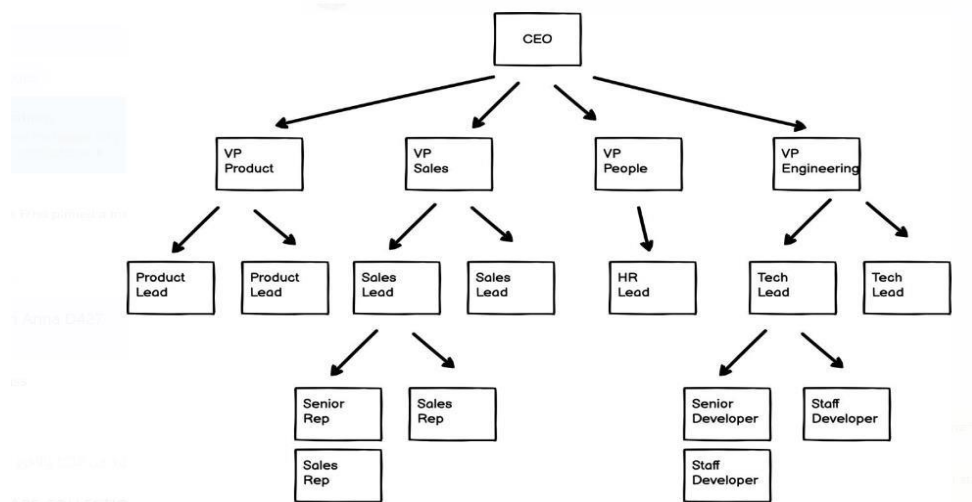 CEO
VP
Product
VP
Sales
VP
People
VP
Engineering
Product
Lead
Product
Lead
Sales
Lead
Sales
Lead
HR
Lead
Tech
Lead
Tech
Lead
Senior
Rep
Sales
Rep
Senior
Developer
Staff
Developer
Sales
Rep
Staff
Developer